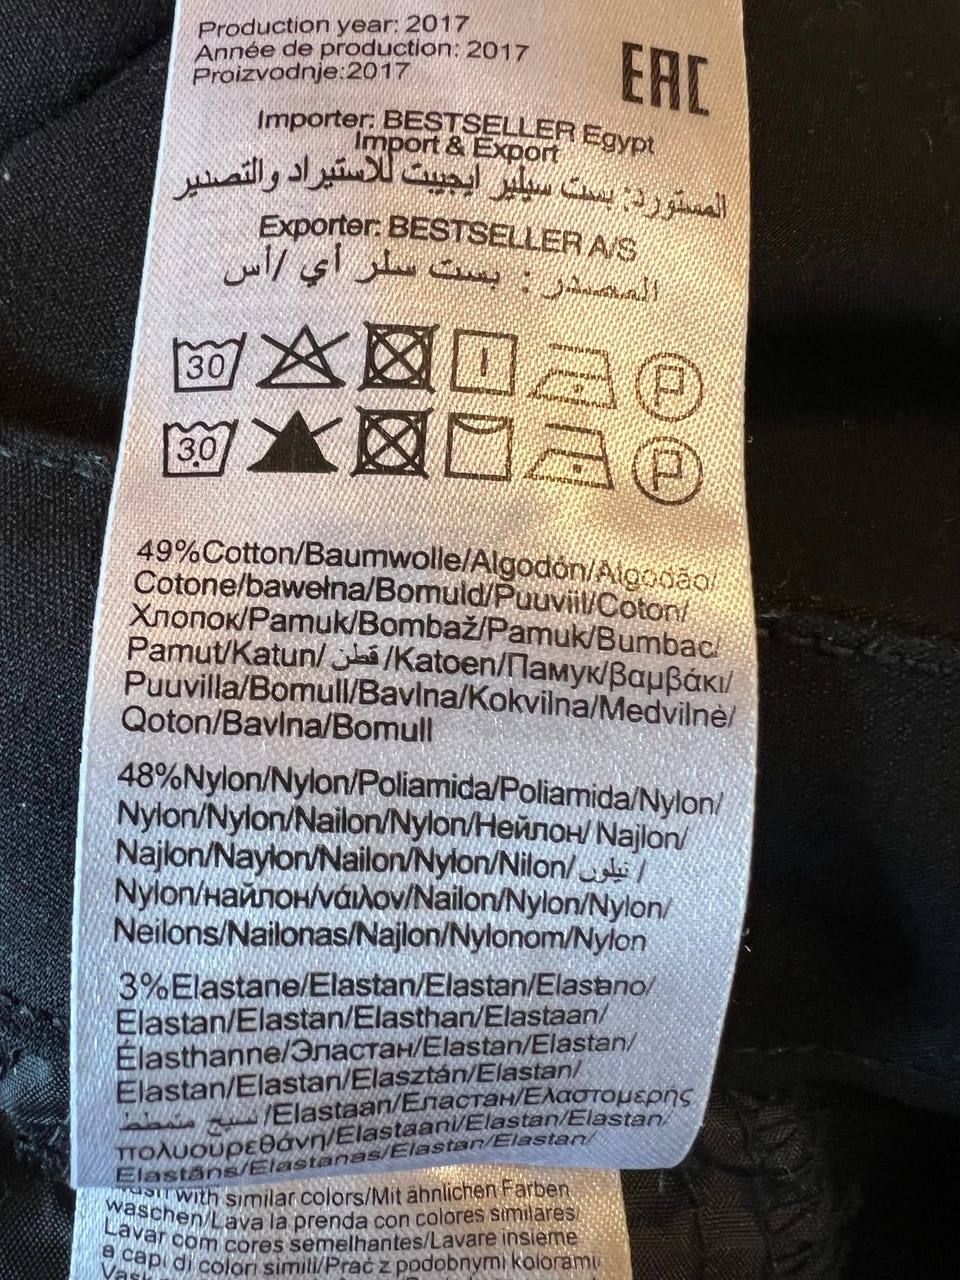 Production year: 2017
Année de production: 2017
Proizvodnje:2017
EAC
Importer: BESTSELLER Egypt
Import & Export
المستورد: بست سيلير ايجيبت للاستيراد والتصدير
Exporter: BESTSELLER A/S
المصدر : بست سلر أي /أس
30
30
49%Cotton/Baumwolle/Algodón/Algodão/
Cotone/bawełna/Bomuld/Puuviil/Coton/
Хлопок/Pamuk/Bombaž/Pamuk/Bumbac/
Pamut/Katun/ قطن /Katoen/Памук/βαμβάκι/
Puuvilla/Bomull/Bavlna/Kokvilna/Medvilnė/
Qoton/Bavlna/Bomull
48%Nylon/Nylon/Poliamida/Poliamida/Nylon/
Nylon/Nylon/Nailon/Nylon/Нейлон/ Najlon/
Najlon/Naylon/Nailon/Nylon/Nilon/ نيلون /
Nylon/найлон/νάιλον/Nailon/Nylon/Nylon/
Neilons/Nailonas/Najlon/Nylonom/Nylon
3%Elastane/Elastan/Elastan/Elastano/
Elastan/Elastan/Elasthan/Elastaan/
Élasthanne/Эластан/Elastan/Elastan/
Elastan/Elastan/Elasztán/Elastan/
نسيج متمطط /Elastaan/Еластан/Ελαστομερής
πολυουρεθάνη/Elastaani/Elastan/Elastan/
Elastāns/Elastanas/Elastan/Elastan/
Wash with similar colors/Mit ähnlichen Farben
waschen/Lava la prenda con colores similares/
Lavar com cores semelhantes/Lavare insieme
a capi di colori simili/Prać z podobnymi kolorami/